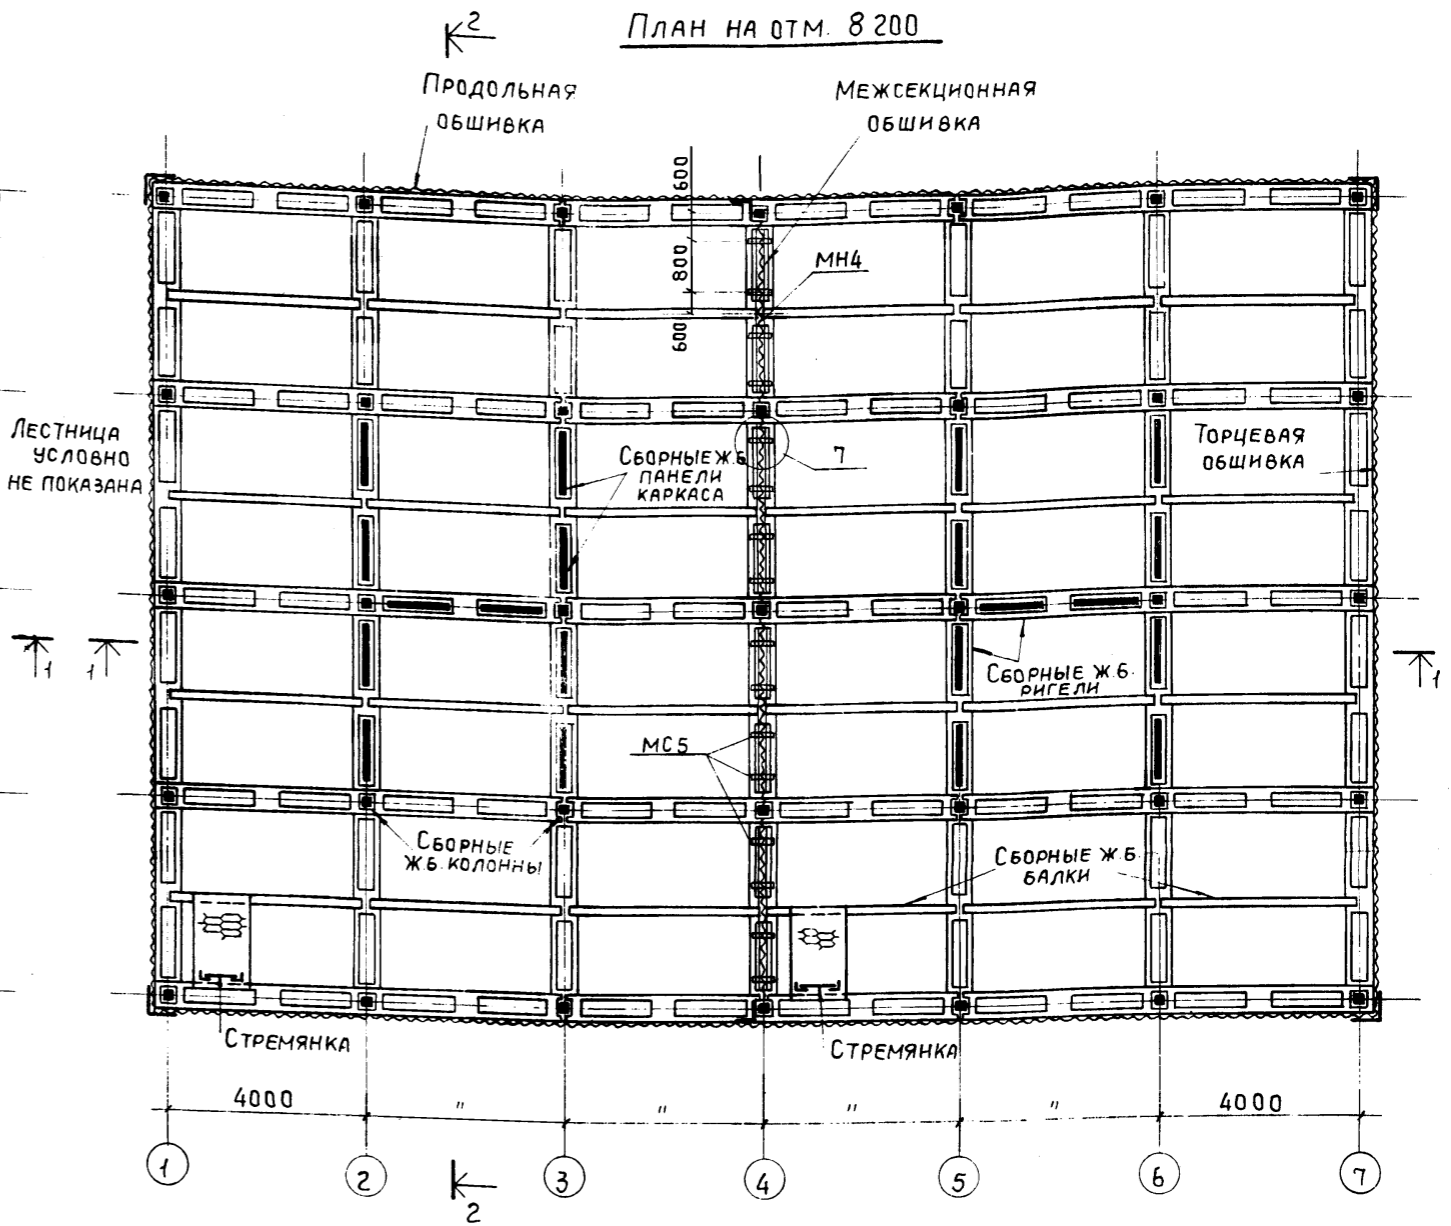 2
План на отм. 8 200
Продольная
обшивка
Межсекционная
обшивка
600
800
600
МН4
Лестница
условно
не показана
Сборные ж.б
панели
каркаса
7
Торцевая
обшивка
1
1
1
Сборные ж.б.
ригели
МС5
Сборные
ж.б. колонны
Сборные ж.б
балки
Стремянка
Стремянка
4000
"
"
"
"
4000
1
2
3
4
5
6
7
2